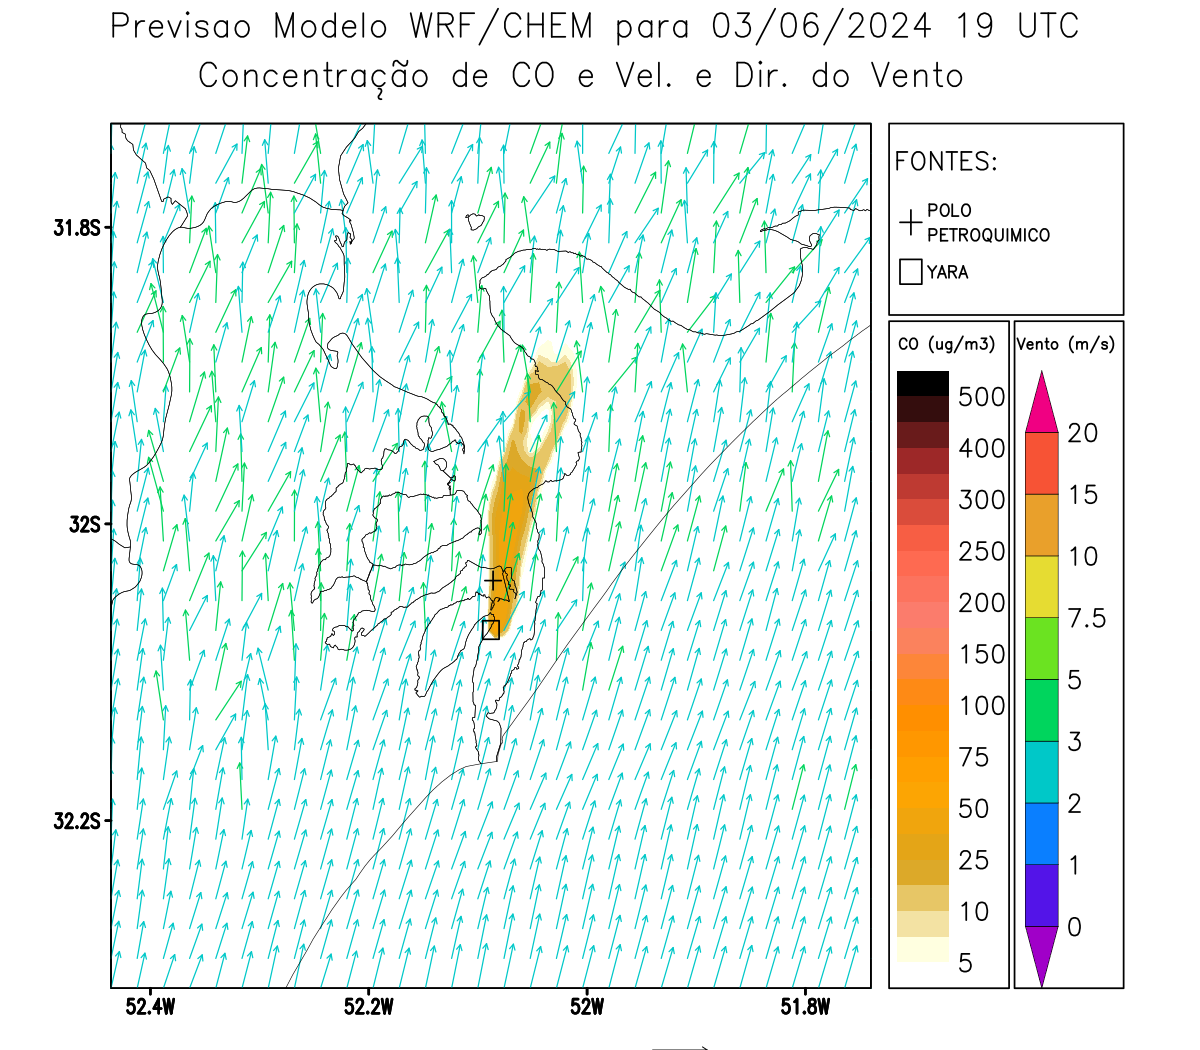 Previsao Modelo WRF/CHEM para 03/06/2024 19 UTC
Concentração de CO e Vel. e Dir. do Vento
FONTES:
POLO
PETROQUIMICO
YARA
31.8S
32S
32.2S
52.4W
52.2W
52W
51.8W
CO (ug/m3)
500
400
300
250
200
150
100
75
50
25
10
5
Vento (m/s)
20
15
10
7.5
5
3
2
1
0